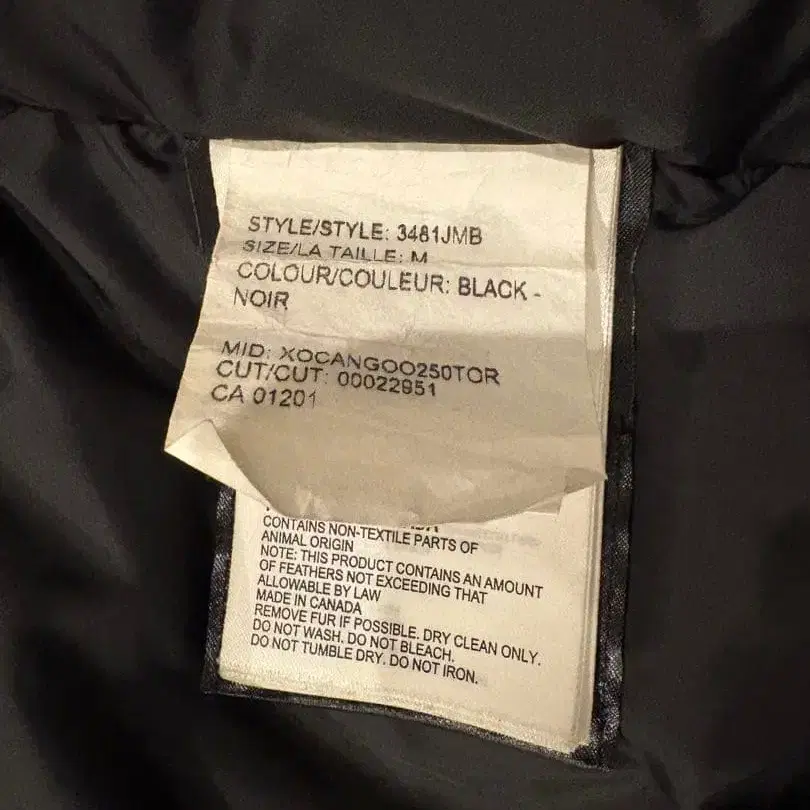 STYLE/STYLE: 3481JMB
SIZE/LA TAILLE: M
COLOUR/COULEUR: BLACK -
NOIR
MID: XOCANGOO250TOR
CUT/CUT: 00022951
CA 01201
CONTAINS NON-TEXTILE PARTS OF
ANIMAL ORIGIN
NOTE: THIS PRODUCT CONTAINS AN AMOUNT
OF FEATHERS NOT EXCEEDING THAT
ALLOWABLE BY LAW
MADE IN CANADA
REMOVE FUR IF POSSIBLE. DRY CLEAN ONLY.
DO NOT WASH. DO NOT BLEACH.
DO NOT TUMBLE DRY. DO NOT IRON.